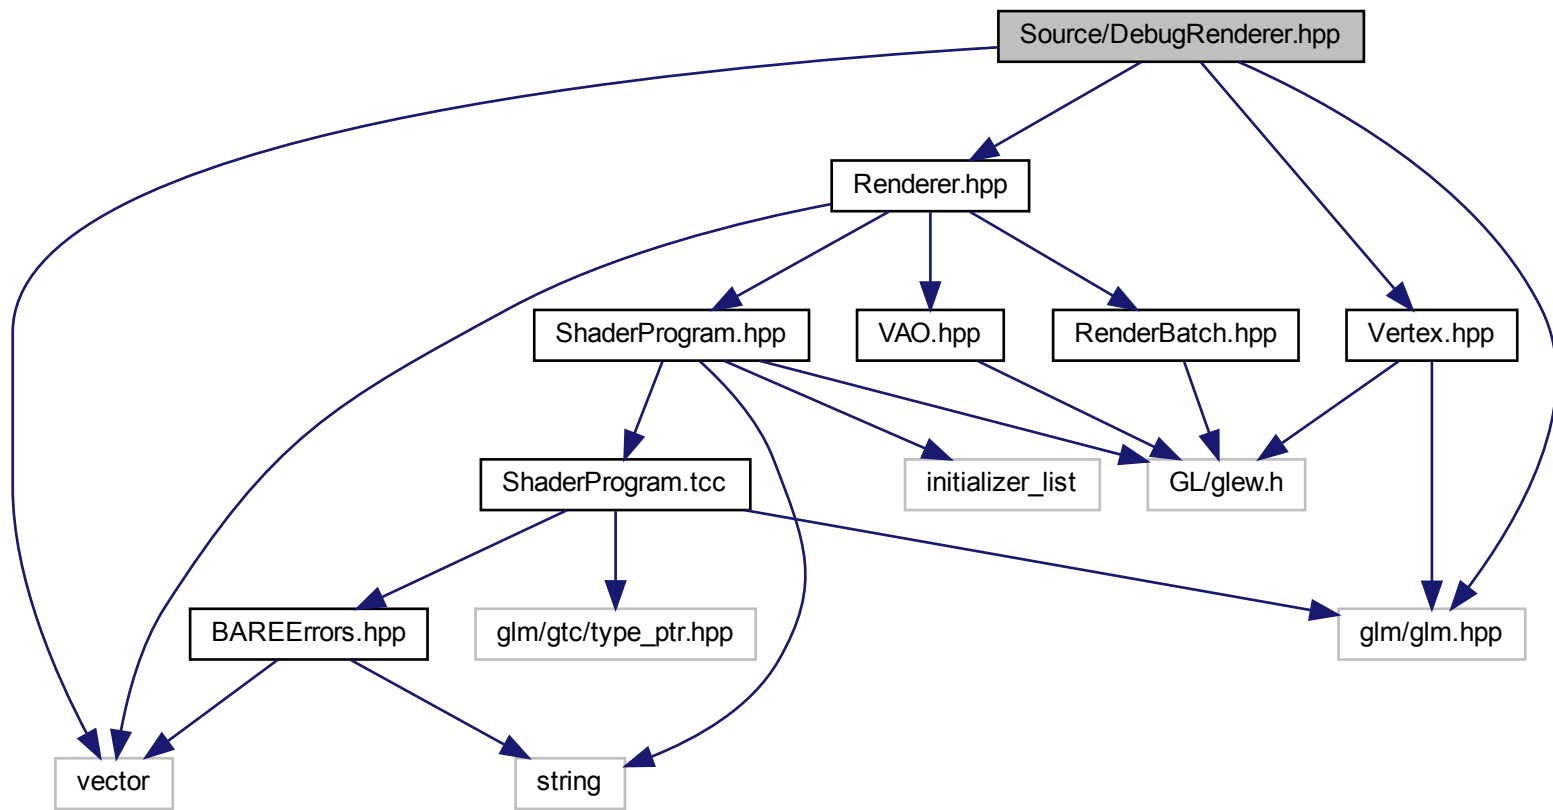 Source/DebugRenderer.hpp
Renderer.hpp
ShaderProgram.hpp
VAO.hpp
RenderBatch.hpp
Vertex.hpp
ShaderProgram.tcc
initializer_list
GL/glew.h
BAREErrors.hpp
glm/gtc/type_ptr.hpp
glm/glm.hpp
vector
string